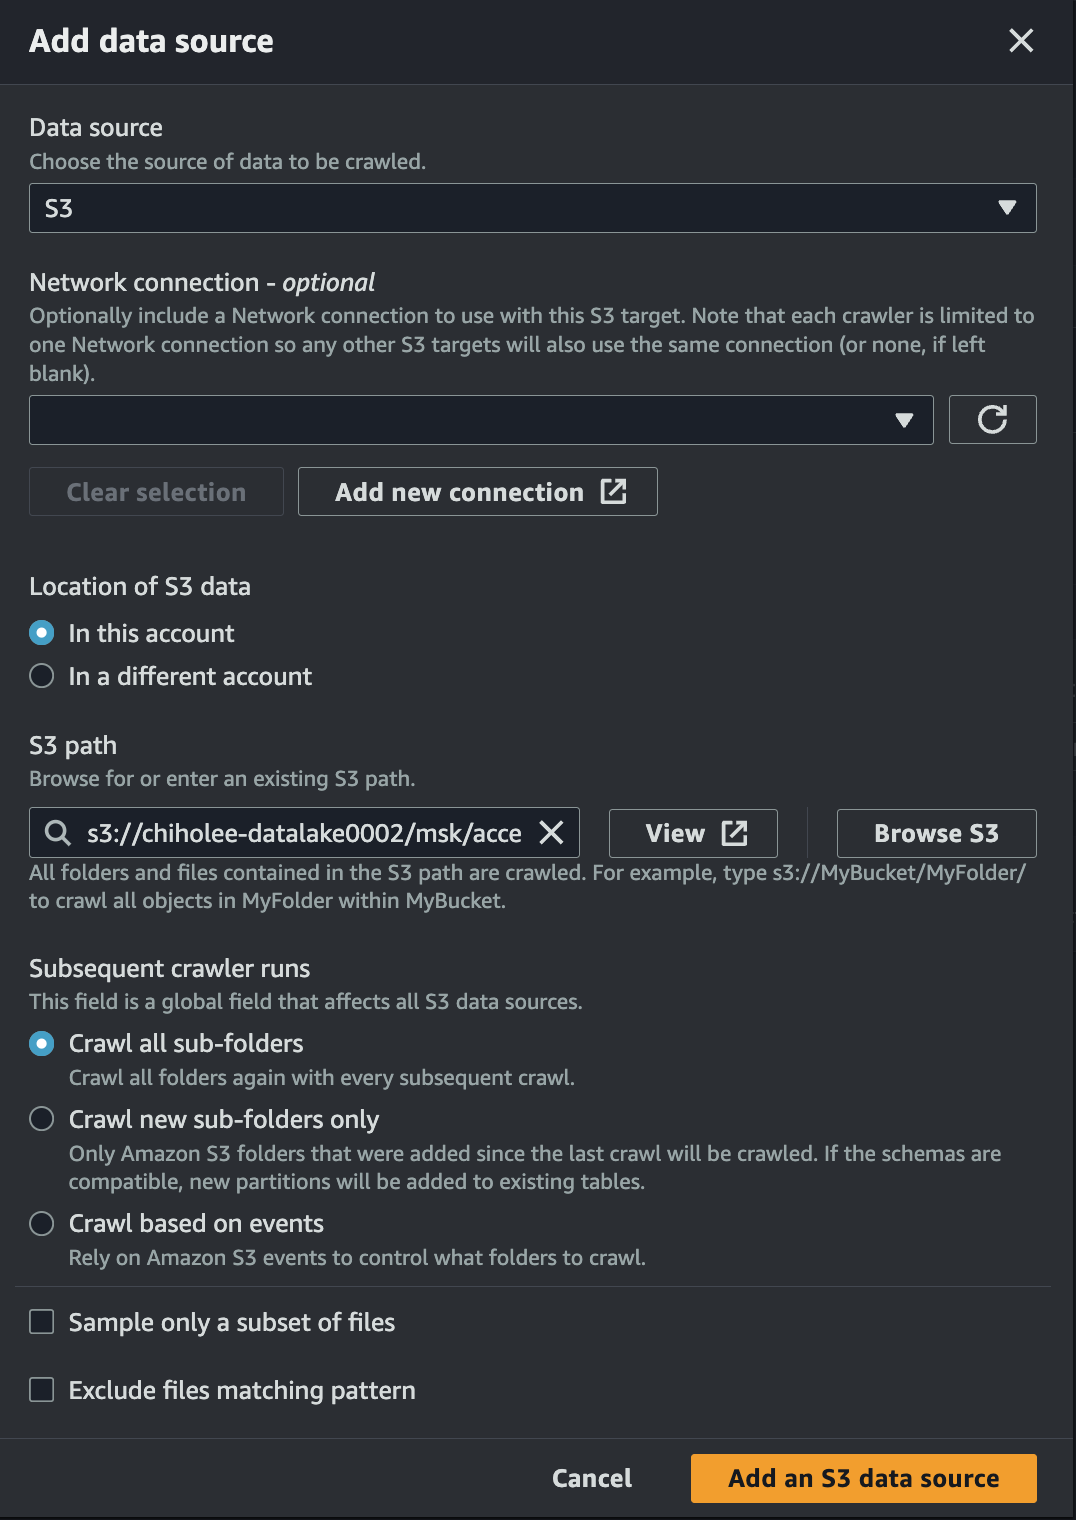 Add data source
Data source
Choose the source of data to be crawled.
S3
Network connection - optional
Optionally include a Network connection to use with this S3 target. Note that each crawler is limited to
one Network connection so any other S3 targets will also use the same connection (or none, if left
blank).
Clear selection
Add new connection
Location of S3 data
In this account
In a different account
S3 path
Browse for or enter an existing S3 path.
s3://chiholee-datalake0002/msk/acce
View
Browse S3
All folders and files contained in the S3 path are crawled. For example, type s3://MyBucket/MyFolder/
to crawl all objects in MyFolder within MyBucket.
Subsequent crawler runs
This field is a global field that affects all S3 data sources.
Crawl all sub-folders
Crawl all folders again with every subsequent crawl.
Crawl new sub-folders only
Only Amazon S3 folders that were added since the last crawl will be crawled. If the schemas are
compatible, new partitions will be added to existing tables.
Crawl based on events
Rely on Amazon S3 events to control what folders to crawl.
Sample only a subset of files
Exclude files matching pattern
Cancel
Add an S3 data source